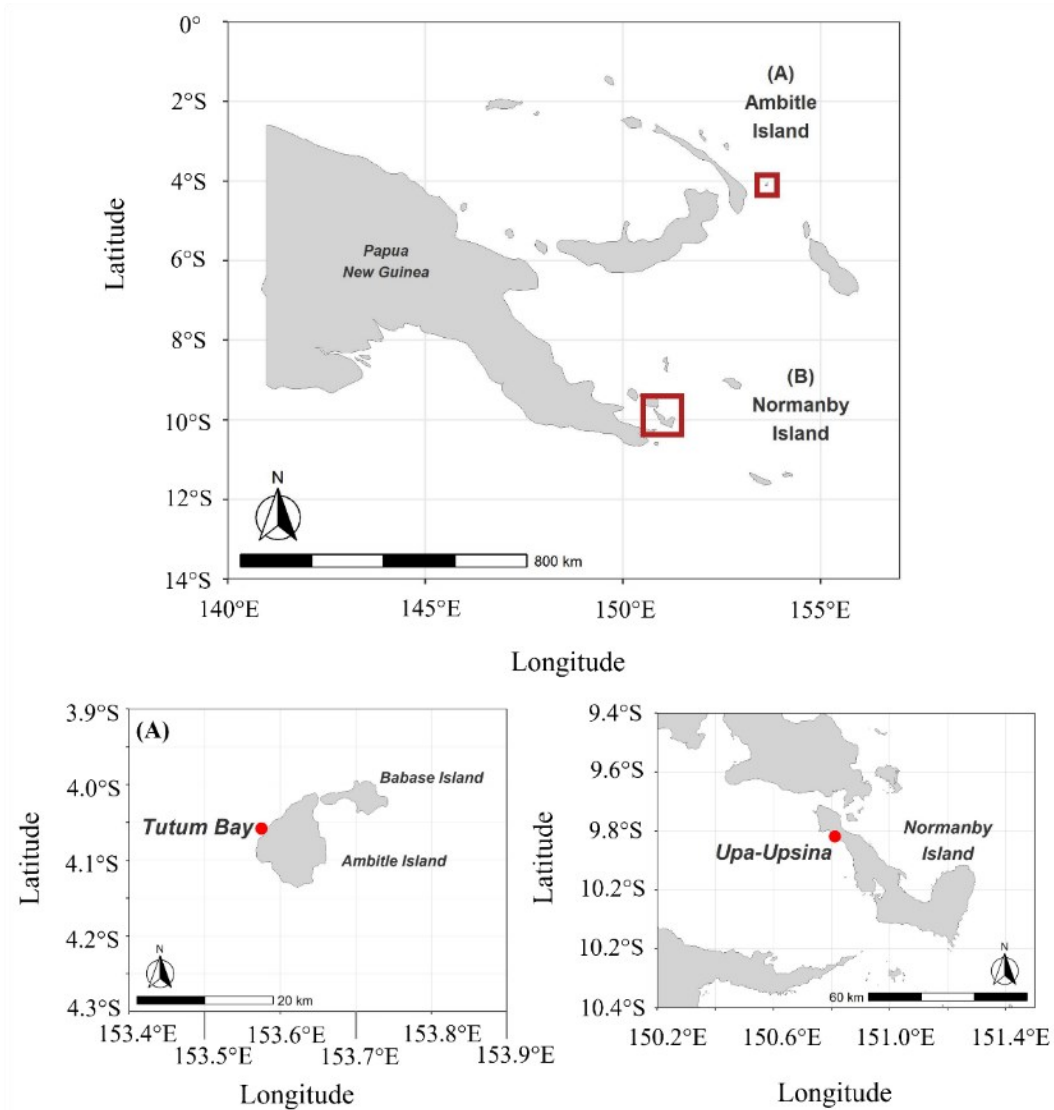 0°
2°S
4°S
6°S
8°S
10°S
12°S
14°S
Latitude
(A)
Ambitle
Island
Papua
New Guinea
(B)
Normanby
Island
N
800 km
140°E
145°E
150°E
155°E
Longitude
3.9°S
4.0°S
4.1°S
4.2°S
4.3°S
Latitude
(A)
Babase Island
Tutum Bay
Ambitle Island
N
20 km
153.4°E
153.5°E
153.6°E
153.7°E
153.8°E
153.9°E
Longitude
9.4°S
9.6°S
9.8°S
10.2°S
10.2°S
10.4°S
Latitude
Normanby
Island
Upa-Upsina
N
60 km
150.2°E
150.6°E
151.0°E
151.4°E
Longitude